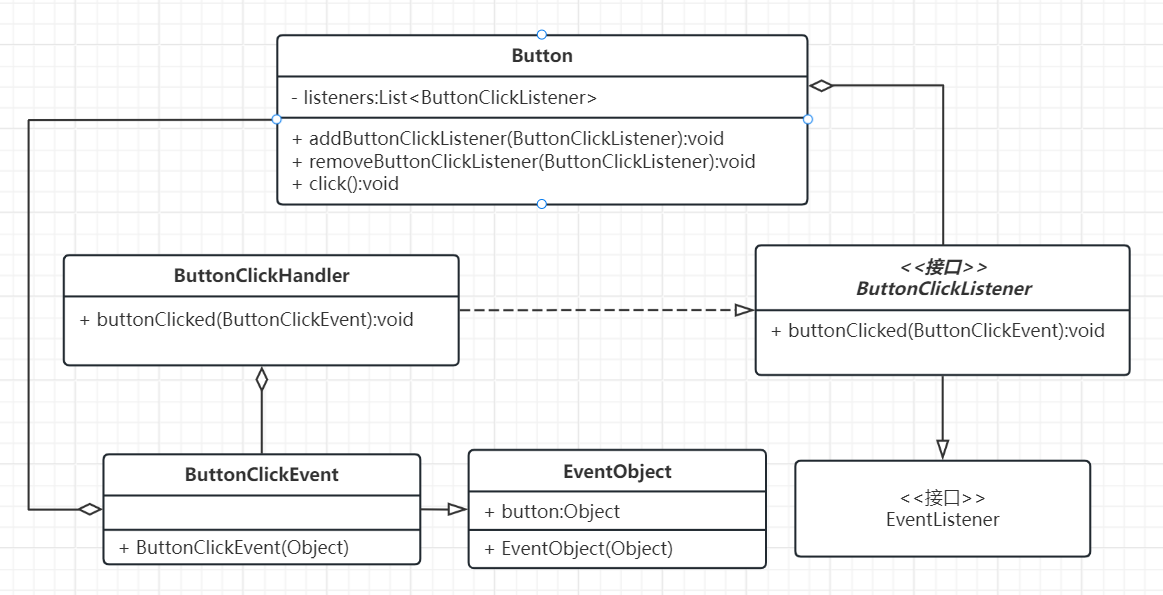 Button
- listeners:List<ButtonClickListener>
+ addButtonClickListener(ButtonClickListener):void
+ removeButtonClickListener(ButtonClickListener):void
+ click():void
ButtonClickHandler
+ buttonClicked(ButtonClickEvent):void
<<接口>>
ButtonClickListener
+ buttonClicked(ButtonClickEvent):void
ButtonClickEvent
+ ButtonClickEvent(Object)
EventObject
+ button:Object
+ EventObject(Object)
<<接口>>
EventListener